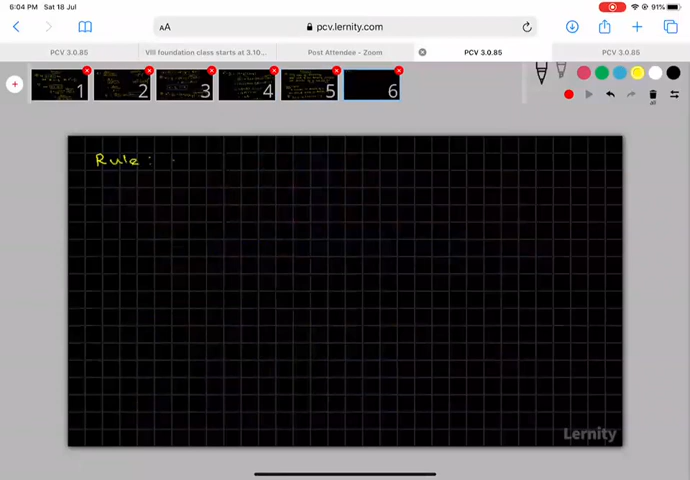 6:04 PM Sat 18 Jul
91%
AA
pcv.lernity.com
PCV 3.0.85
VIII foundation class starts at 3.10...
Post Attendee - Zoom
PCV 3.0.85
PCV 3.0.85
1
2
3
4
5
6
all
Rule :
Lernity